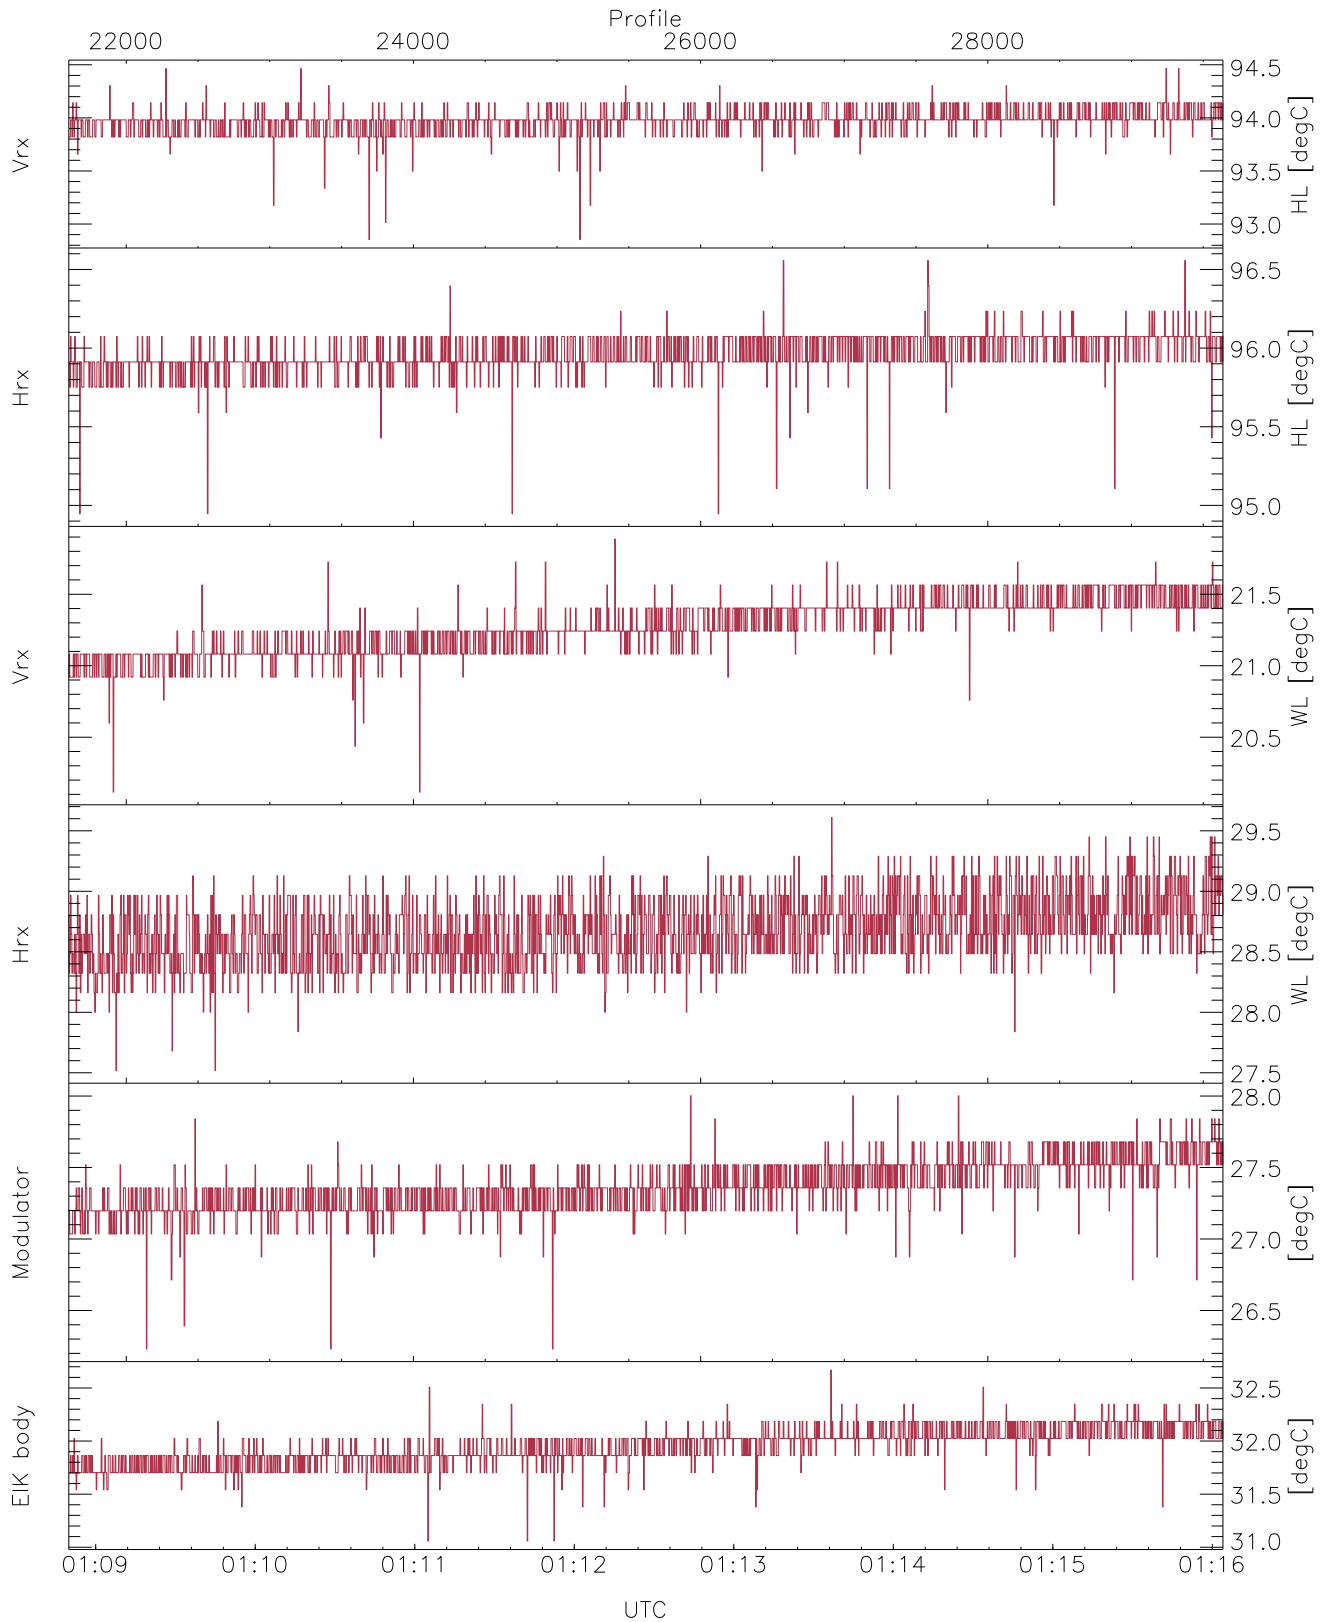 Profile
22000 24000 26000 28000
Vrx
94.5
94.0
93.5
93.0
HL [degC]
Hrx
96.5
96.0
95.5
95.0
HL [degC]
Vrx
21.5
21.0
20.5
WL [degC]
Hrx
29.5
29.0
28.5
28.0
27.5
WL [degC]
Modulator
28.0
27.5
27.0
26.5
[degC]
EIK body
32.5
32.0
31.5
31.0
[degC]
01:09 01:10 01:11 01:12 01:13 01:14 01:15 01:16
UTC